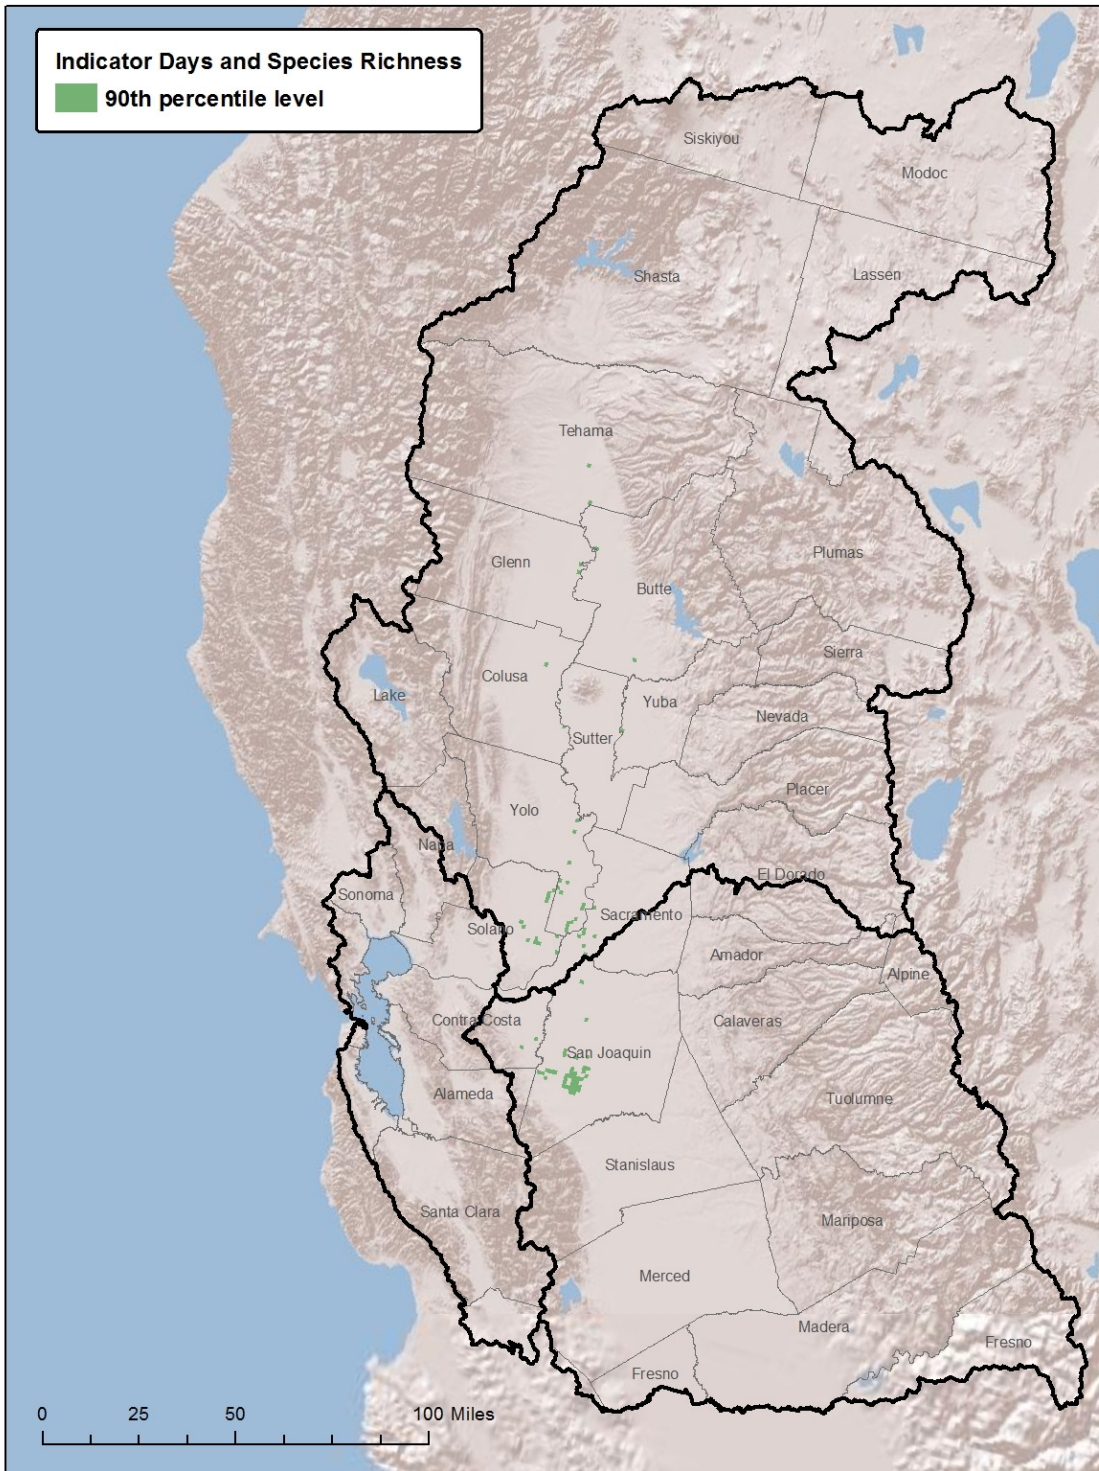 Indicator Days and Species Richness
90th percentile level
Siskiyou
Modoc
Shasta
Lassen
Tehama
Glenn
Plumas
Butte
Colusa
Sierra
Lake
Yuba
Nevada
Sutter
Placer
Yolo
Napa
El Dorado
Sonoma
Sacramento
Solano
Amador
Alpine
Contra Costa
Calaveras
San Joaquin
Alameda
Tuolumne
Stanislaus
Santa Clara
Mariposa
Merced
Madera
Fresno
Fresno
0 25 50 100 Miles